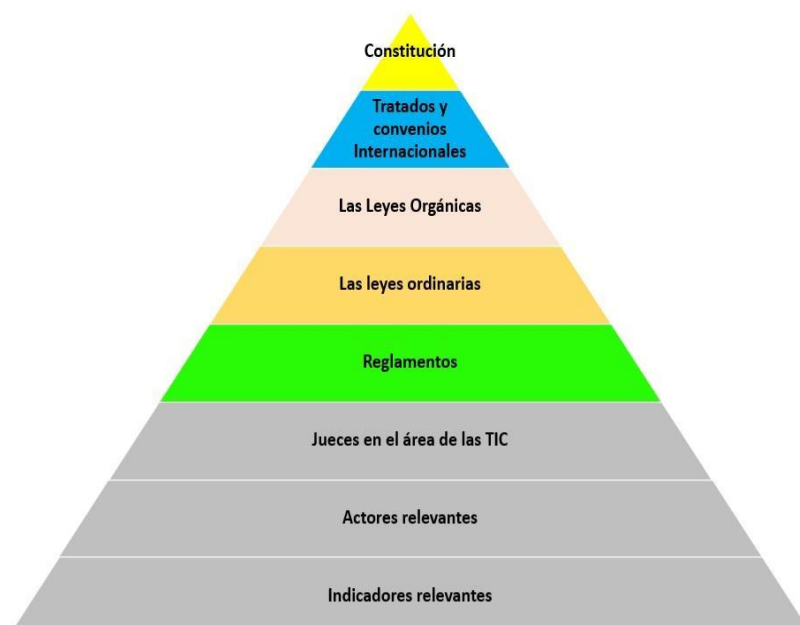 Constitución
Tratados y
convenios
Internacionales
Las Leyes Orgánicas
Las leyes ordinarias
Reglamentos
Jueces en el área de las TIC
Actores relevantes
Indicadores relevantes